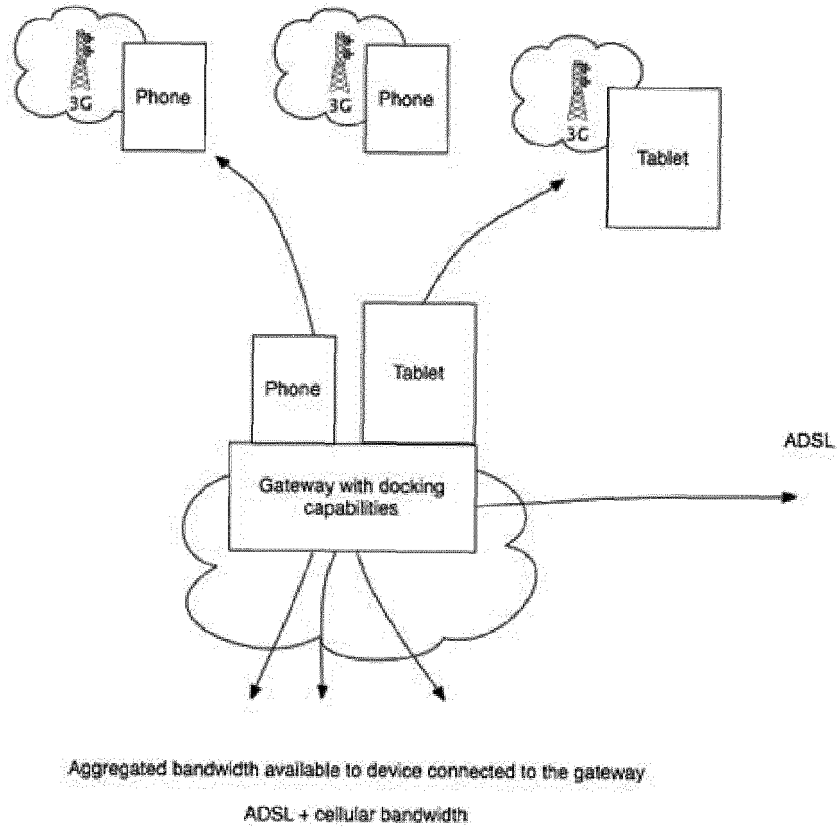 3G
Phone
3G
Phone
3G
Tablet
Phone
Tablet
ADSL
Gateway with docking
capabilities
Aggregated bandwidth available to device connected to the gateway
ADSL + cellular bandwidth